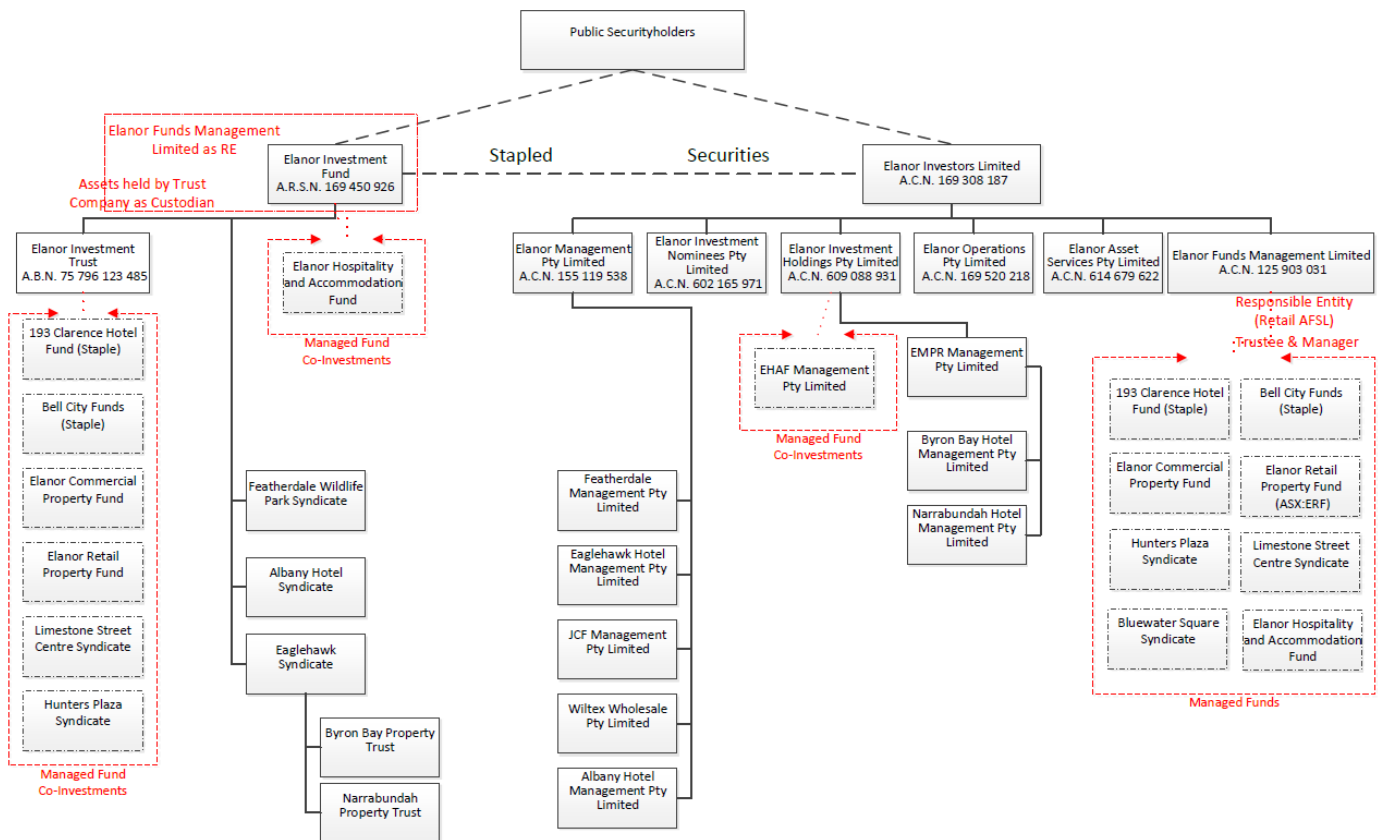 Public Securityholders
Elanor Funds Management
Limited as RE
Elanor Investment
Fund
A.R.S.N. 169 450 926
Stapled
Securities
Elanor Investors Limited
A.C.N. 169 308 187
Assets held by Trust
Company as Custodian
Elanor Investment
Trust
A.B.N. 75 796 123 485
Elanor Hospitality
and Accommodation
Fund
Managed Fund
Co-Investments
Elanor Management
Pty Limited
A.C.N. 155 119 538
Elanor Investment
Nominees Pty
Limited
A.C.N. 602 165 971
Elanor Investment
Holdings Pty Limited
A.C.N. 609 088 931
Elanor Operations
Pty Limited
A.C.N. 169 520 218
Elanor Asset
Services Pty Limited
A.C.N. 614 679 622
Elanor Funds Management Limited
A.C.N. 125 903 031
Responsible Entity
(Retail AFSL)
Trustee & Manager
193 Clarence Hotel
Fund (Staple)
Bell City Funds
(Staple)
Elanor Commercial
Property Fund
Elanor Retail
Property Fund
Limestone Street
Centre Syndicate
Hunters Plaza
Syndicate
Managed Fund
Co-Investments
Featherdale Wildlife
Park Syndicate
Albany Hotel
Syndicate
Eaglehawk
Syndicate
Byron Bay Property
Trust
Narrabundah
Property Trust
Featherdale
Management Pty
Limited
Eaglehawk Hotel
Management Pty
Limited
JCF Management
Pty Limited
Wiltex Wholesale
Pty Limited
Albany Hotel
Management Pty
Limited
EHAF Management
Pty Limited
Managed Fund
Co-Investments
EMPR Management
Pty Limited
Byron Bay Hotel
Management Pty
Limited
Narrabundah Hotel
Management Pty
Limited
193 Clarence Hotel
Fund (Staple)
Bell City Funds
(Staple)
Elanor Commercial
Property Fund
Elanor Retail
Property Fund
(ASX:ERF)
Hunters Plaza
Syndicate
Limestone Street
Centre Syndicate
Bluewater Square
Syndicate
Elanor Hospitality
and Accommodation
Fund
Managed Funds